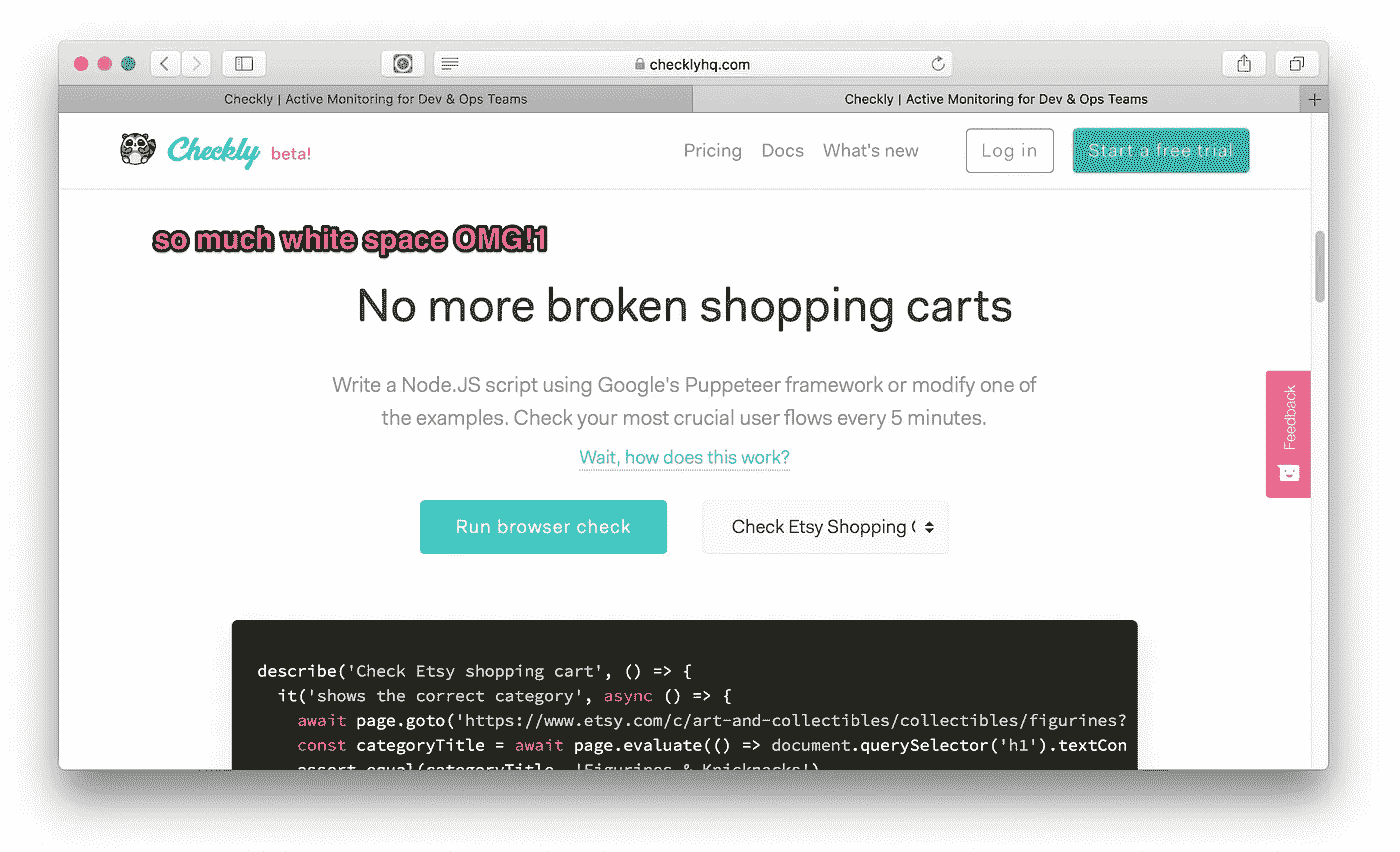 checklyhq.com
Checkly | Active Monitoring for Dev & Ops Teams
Checkly | Active Monitoring for Dev & Ops Teams
Checkly beta!
Pricing Docs What's new Log in Start a free trial
so much white space OMG!1
No more broken shopping carts
Write a Node.JS script using Google's Puppeteer framework or modify one of
the examples. Check your most crucial user flows every 5 minutes.
Wait, how does this work?
Feedback
Run browser check
Check Etsy Shopping (
describe('Check Etsy shopping cart', () => {
it('shows the correct category', async () => {
await page.goto('https://www.etsy.com/c/art-and-collectibles/collectibles/figurines?
const categoryTitle = await page.evaluate(() => document.querySelector('h1').textCon
assert.equal(categoryTitle, 'Figurines & Knicknacks')